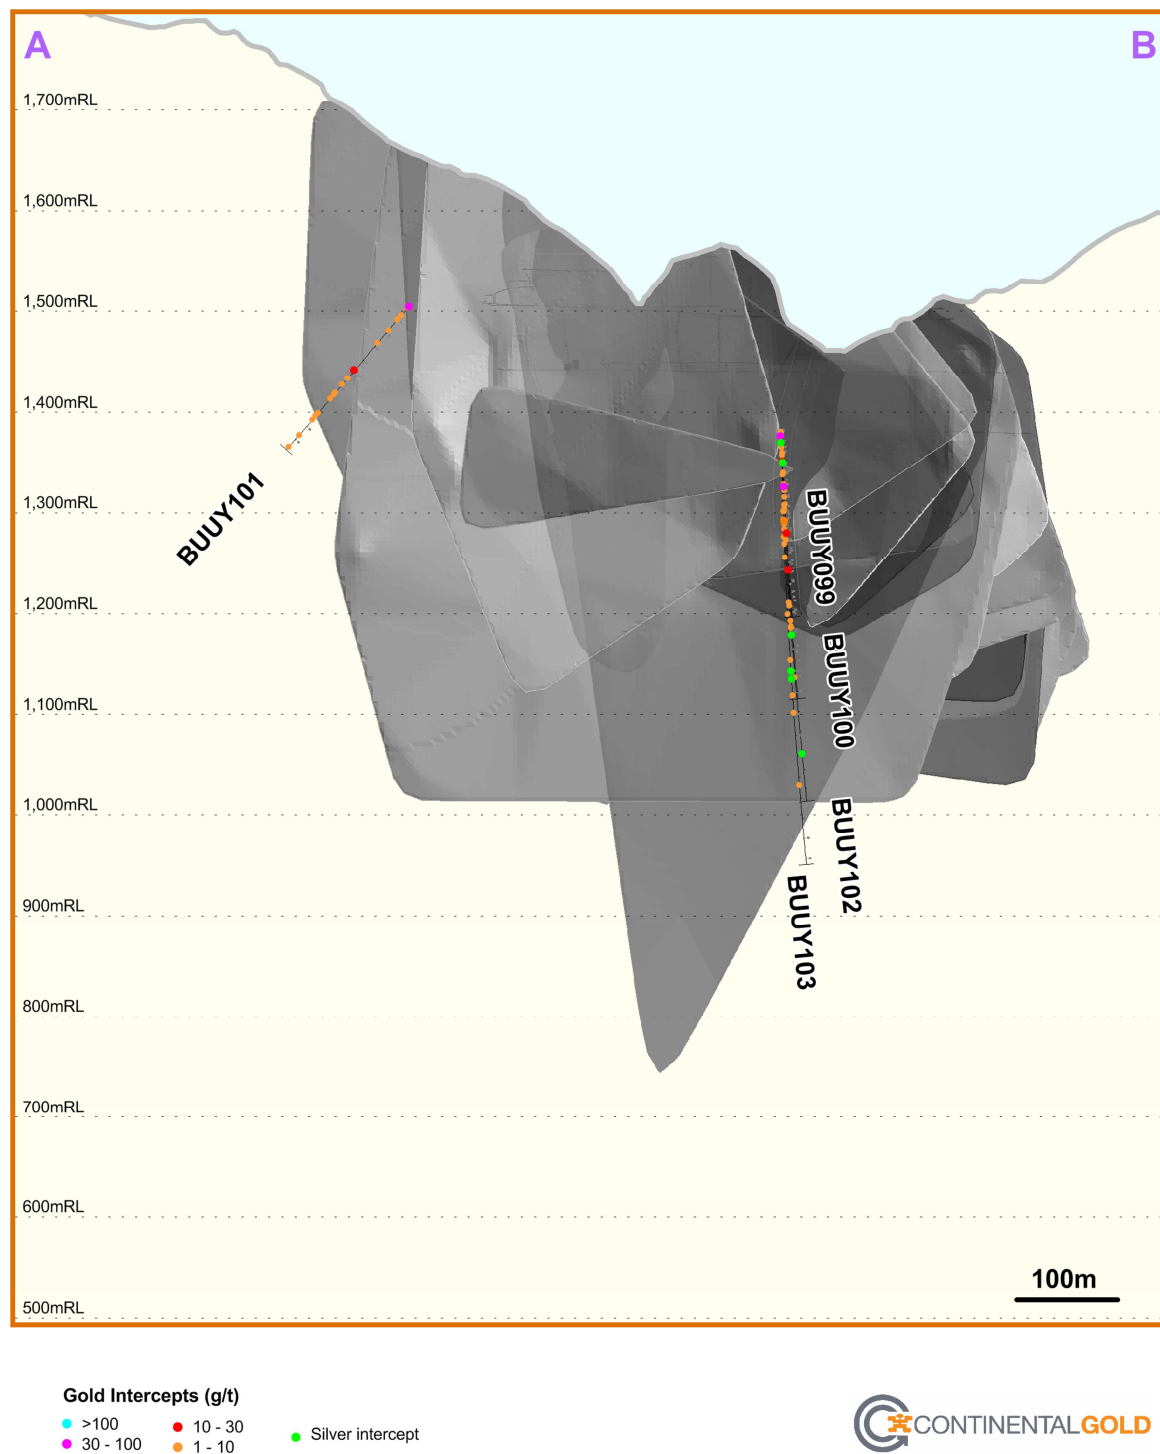 A
B
1,700mRL
1,600mRL
1,500mRL
1,400mRL
1,300mRL
1,200mRL
1,100mRL
1,000mRL
900mRL
800mRL
700mRL
600mRL
500mRL
BUUY101
BUUY099
BUUY100
BUUY102
BUUY103
100m
Gold Intercepts (g/t)
>100
10 - 30
30 - 100
1 - 10
Silver intercept
CONTINENTALGOLD